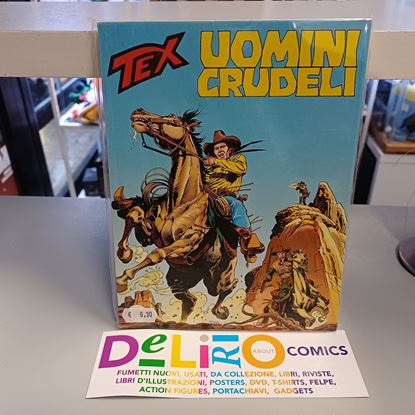 TEX
UOMINI
CRUDELI
€ 6.30
DELIRIO ABOUT COMICS
FUMETTI NUOVI, USATI, DA COLLEZIONE, LIBRI, RIVISTE,
LIBRI D'ILLUSTRAZIONI, POSTERS, DVD, T-SHIRTS, FELPE,
ACTION FIGURES, PORTACHIAVI, GADGETS